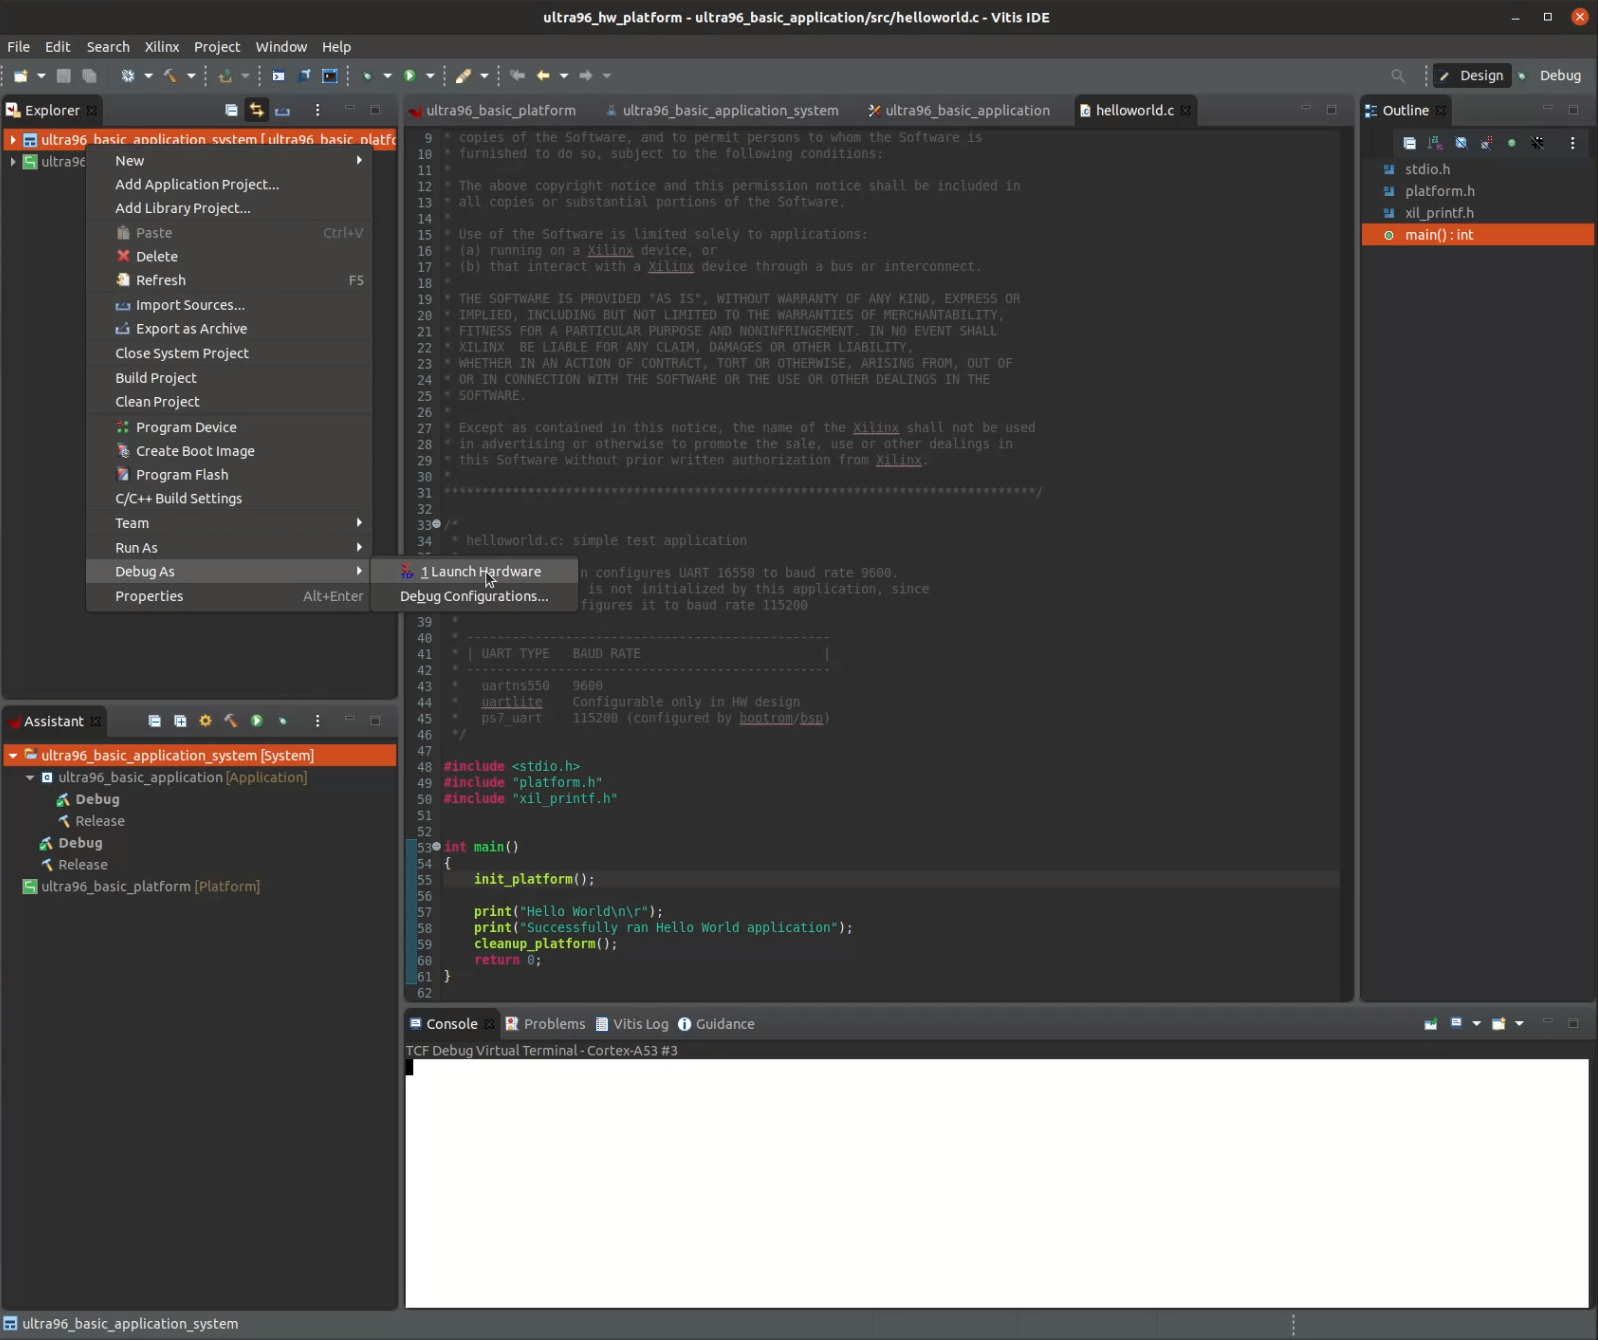 ultra96_hw_platform - ultra96_basic_application/src/helloworld.c - Vitis IDE
File Edit Search Xilinx Project Window Help
Design Debug
Explorer
ultra96_basic_application_system [ ultra96_basic_platfo
ultra96
New
Add Application Project...
Add Library Project...
Paste Ctrl+V
Delete
Refresh F5
Import Sources...
Export as Archive
Close System Project
Build Project
Clean Project
Program Device
Create Boot Image
Program Flash
C/C++ Build Settings
Team
Run As
Debug As
Properties Alt+Enter
1 Launch Hardware
Debug Configurations...
Assistant
ultra96_basic_application_system [System]
ultra96_basic_application [Application]
Debug
Release
Debug
Release
ultra96_basic_platform [Platform]
ultra96_basic_platform ultra96_basic_application_system ultra96_basic_application helloworld.c
9 * copies of the Software, and to permit persons to whom the Software is
10 * furnished to do so, subject to the following conditions:
11 *
12 * The above copyright notice and this permission notice shall be included in
13 * all copies or substantial portions of the Software.
14 *
15 * Use of the Software is limited solely to applications:
16 * (a) running on a Xilinx device, or
17 * (b) that interact with a Xilinx device through a bus or interconnect.
18 *
19 * THE SOFTWARE IS PROVIDED "AS IS", WITHOUT WARRANTY OF ANY KIND, EXPRESS OR
20 * IMPLIED, INCLUDING BUT NOT LIMITED TO THE WARRANTIES OF MERCHANTABILITY,
21 * FITNESS FOR A PARTICULAR PURPOSE AND NONINFRINGEMENT. IN NO EVENT SHALL
22 * XILINX  BE LIABLE FOR ANY CLAIM, DAMAGES OR OTHER LIABILITY,
23 * WHETHER IN AN ACTION OF CONTRACT, TORT OR OTHERWISE, ARISING FROM, OUT OF
24 * OR IN CONNECTION WITH THE SOFTWARE OR THE USE OR OTHER DEALINGS IN THE
25 * SOFTWARE.
26 *
27 * Except as contained in this notice, the name of the Xilinx shall not be used
28 * in advertising or otherwise to promote the sale, use or other dealings in
29 * this Software without prior written authorization from Xilinx.
30 *
31 ******************************************************************************/
32
33 /*
34 * helloworld.c: simple test application
n configures UART 16550 to baud rate 9600.
is not initialized by this application, since
figures it to baud rate 115200
39 *
40 * ------------------------------------------------
41 * | UART TYPE   BAUD RATE                        |
42 * ------------------------------------------------
43 *   uartns550   9600
44 *   uartlite    Configurable only in HW design
45 *   ps7_uart    115200 (configured by bootrom/bsp)
46 */
47
48 #include <stdio.h>
49 #include "platform.h"
50 #include "xil_printf.h"
51
52
53 int main()
54 {
55 init_platform();
56
57 print("Hello World\n\r");
58 print("Successfully ran Hello World application");
59 cleanup_platform();
60 return 0;
61 }
62
Outline
stdio.h
platform.h
xil_printf.h
main() : int
Console Problems Vitis Log Guidance
TCF Debug Virtual Terminal - Cortex-A53 #3
ultra96_basic_application_system